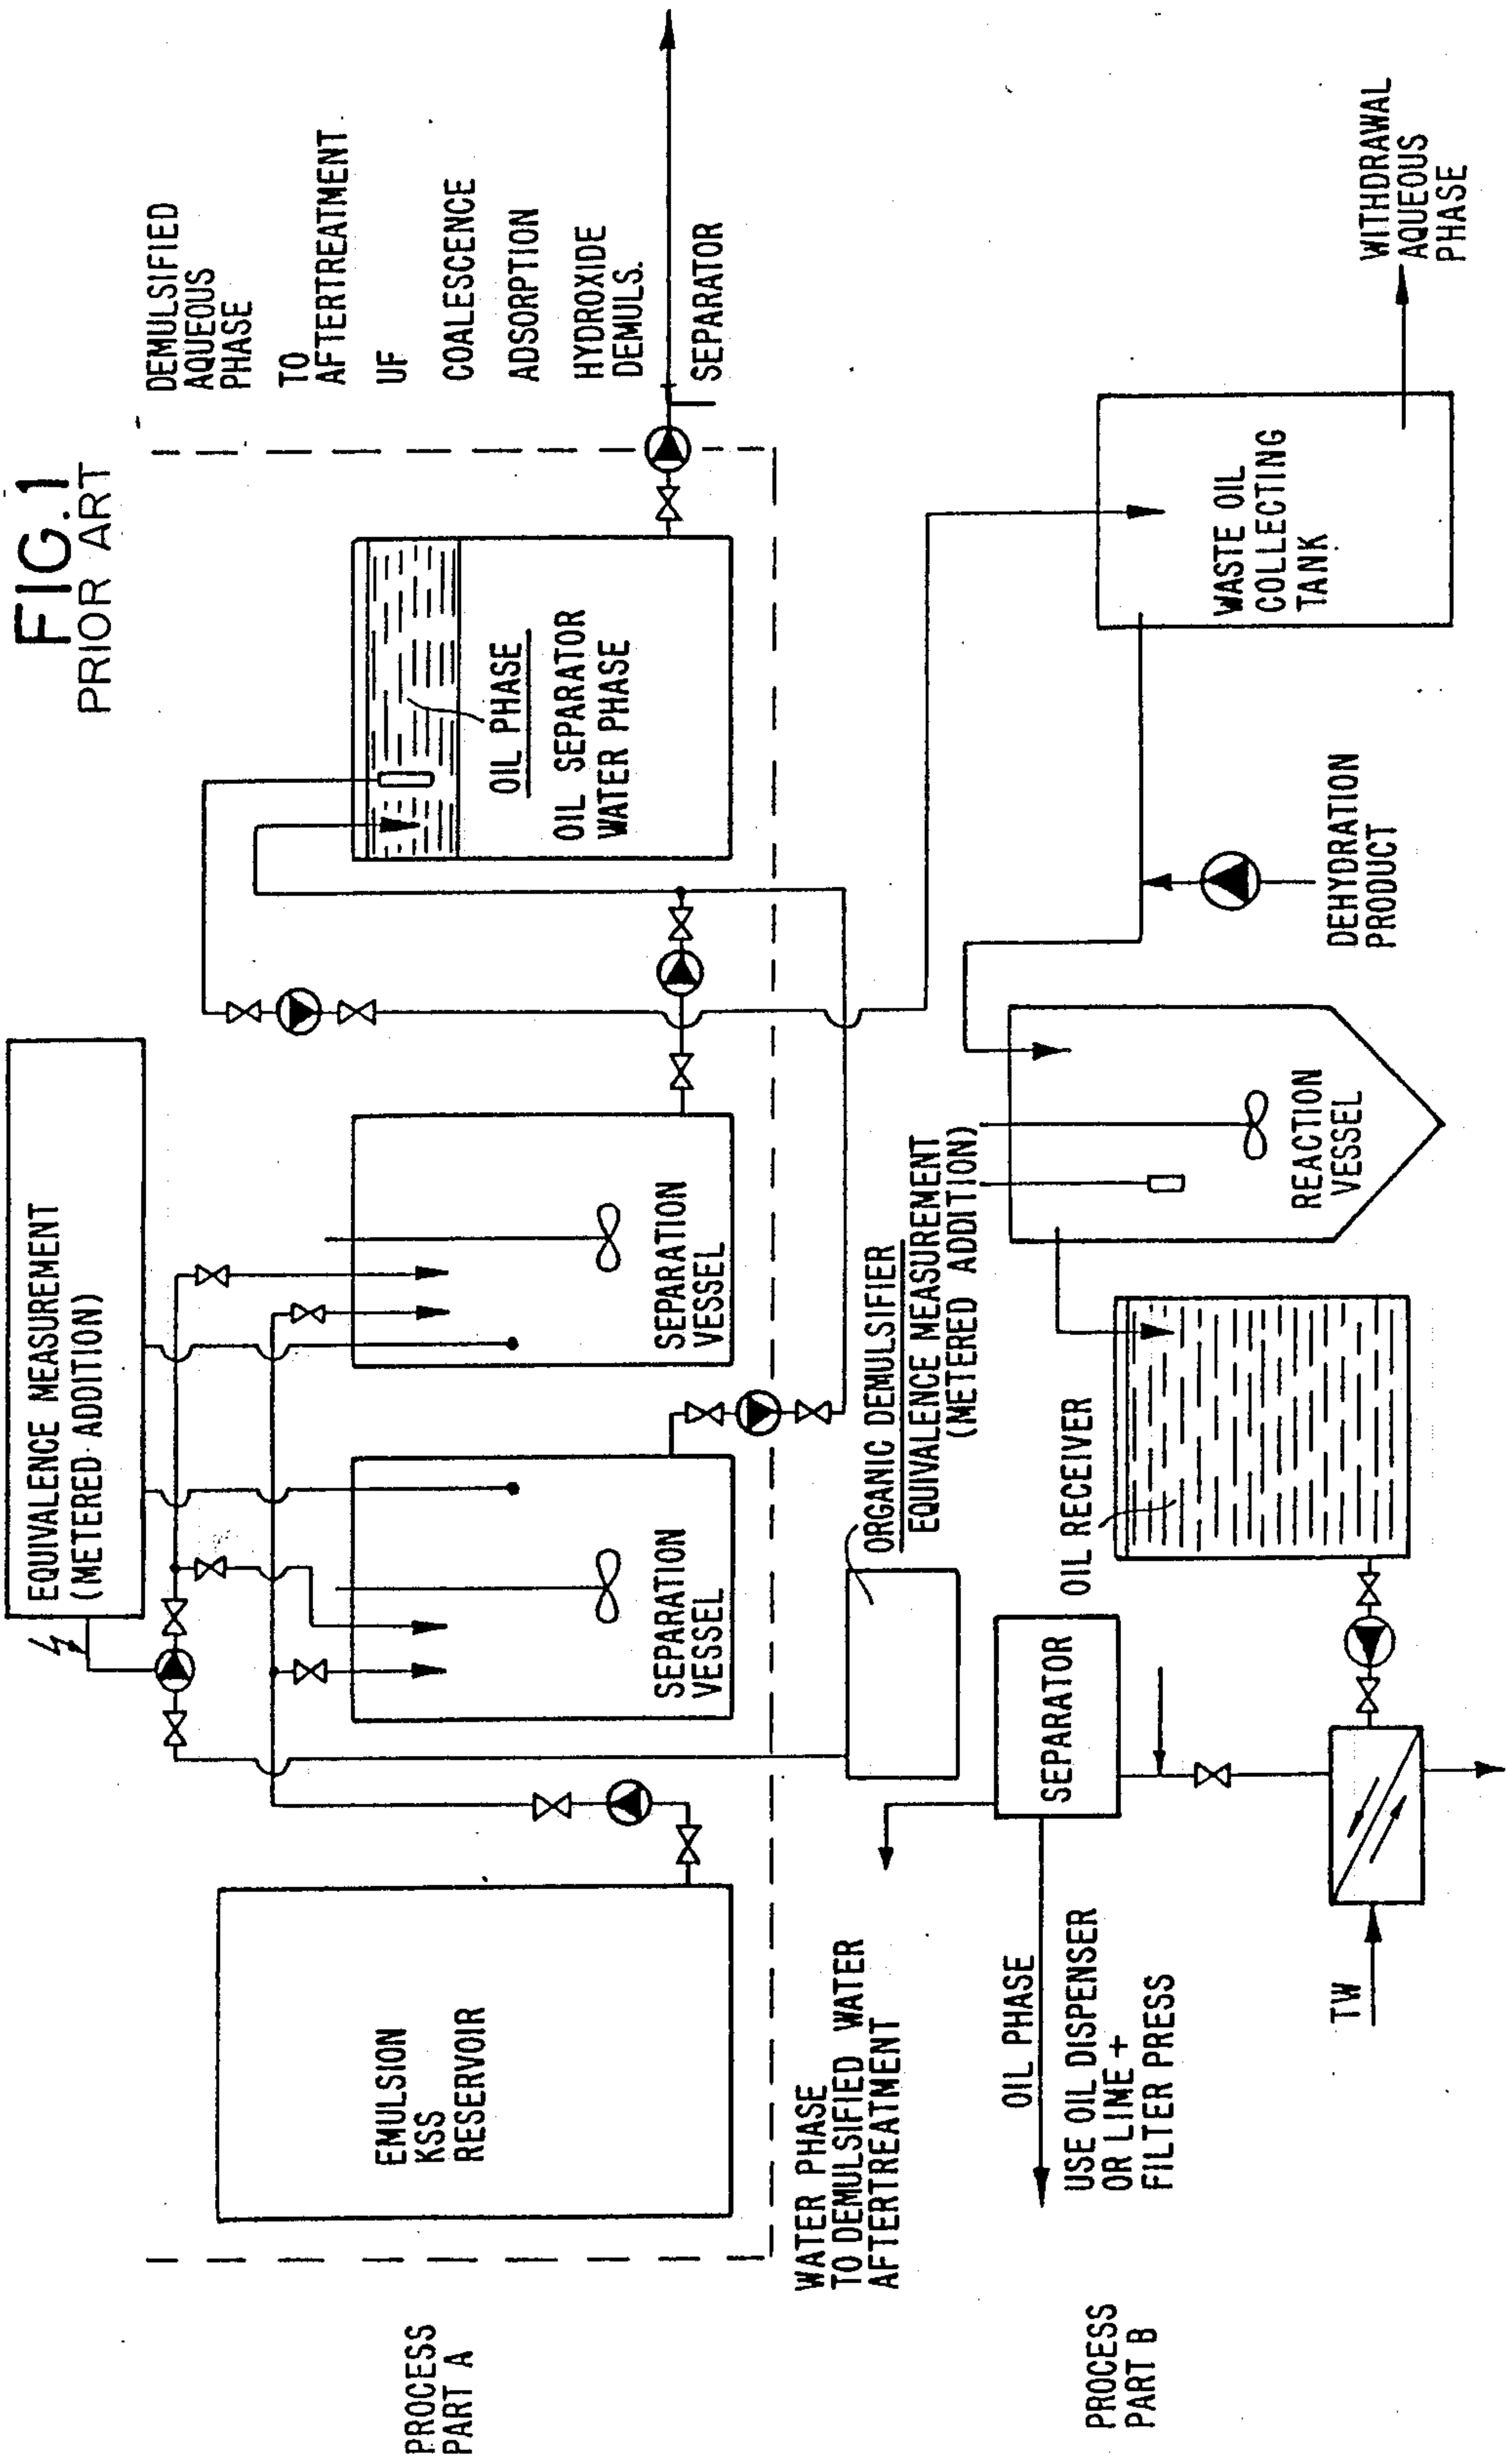 FIG.1
PRIOR ART
PROCESS
PART A
EQUIVALENCE MEASUREMENT
(METERED ADDITION)
EMULSION
KSS
RESERVOIR
SEPARATION
VESSEL
SEPARATION
VESSEL
OIL PHASE
OIL SEPARATOR
WATER PHASE
DEMULSIFIED
AQUEOUS
PHASE
TO
AFTERTREATMENT
UF
COALESCENCE
ADSORPTION
HYDROXIDE
DEMULS.
SEPARATOR
PROCESS
PART B
WATER PHASE
TO DEMULSIFIED WATER
AFTERTREATMENT
ORGANIC DEMULSIFIER
EQUIVALENCE MEASUREMENT
(METERED ADDITION)
OIL PHASE
USE OIL DISPENSER
OR LIME +
FILTER PRESS
SEPARATOR
OIL RECEIVER
REACTION
VESSEL
DEHYDRATION
PRODUCT
WASTE OIL
COLLECTING
TANK
WITHDRAWAL
AQUEOUS
PHASE
TW